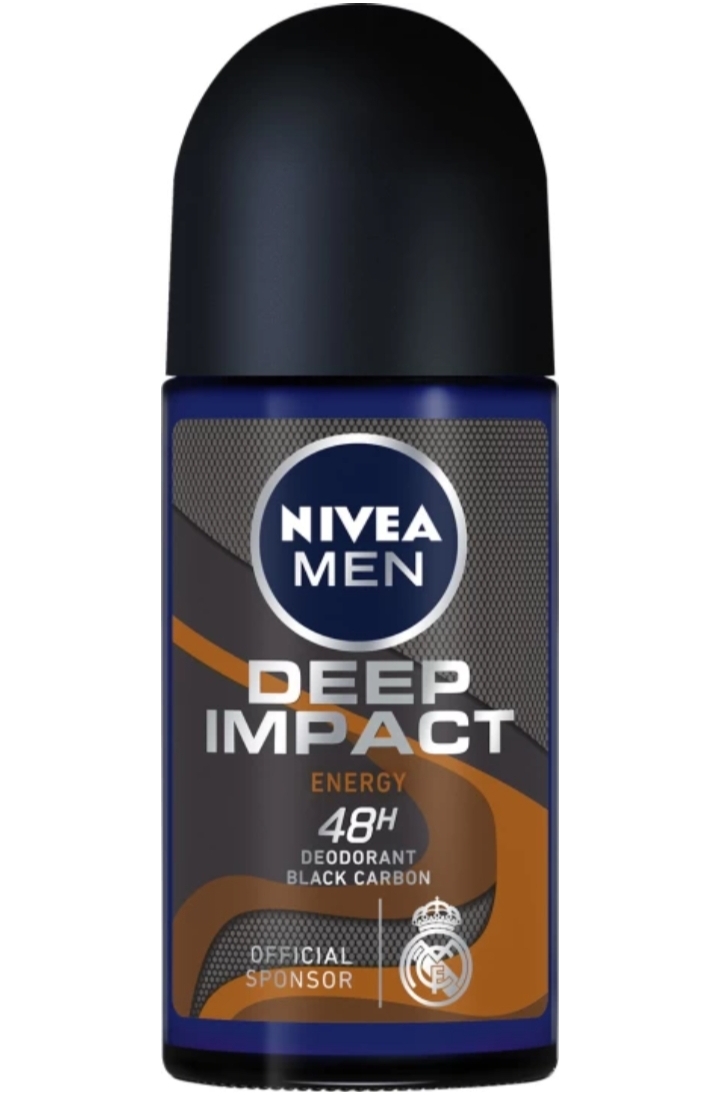 NIVEA
MEN
DEEP
IMPACT
ENERGY
48H
DEODORANT
BLACK CARBON
OFFICIAL
SPONSOR